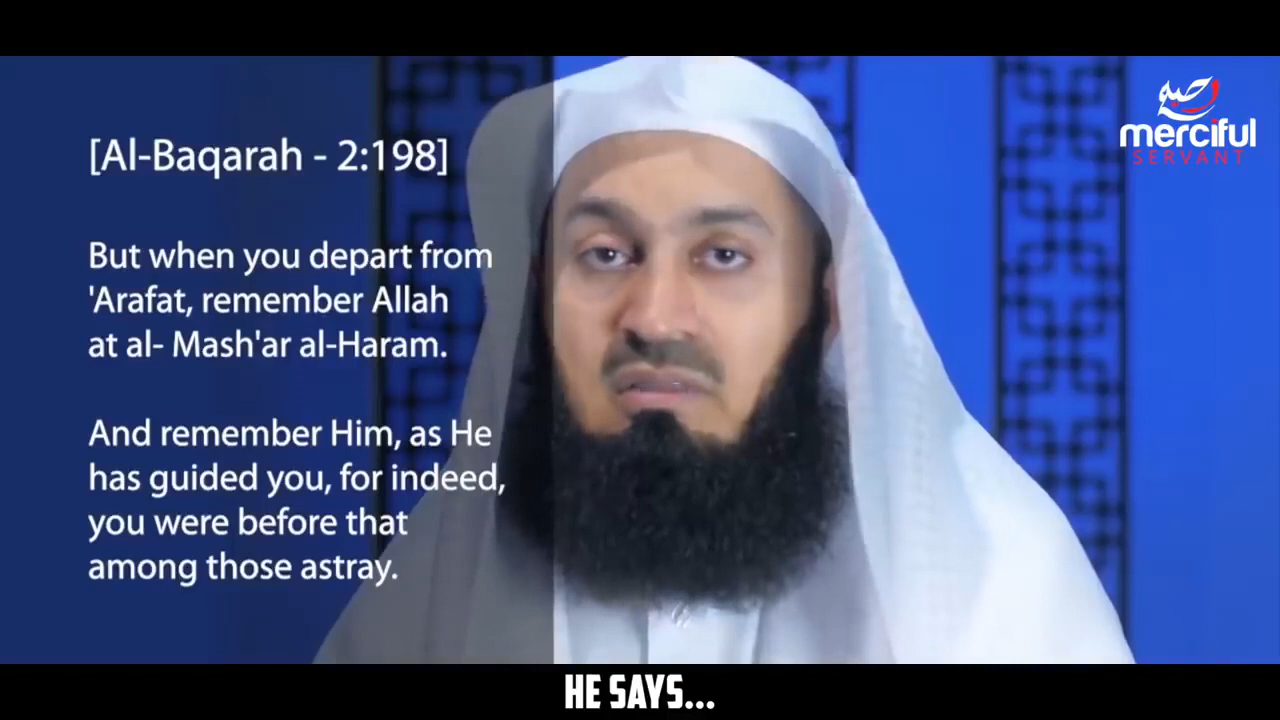 [Al-Baqarah - 2:198]
But when you depart from
'Arafat, remember Allah
at al- Mash'ar al-Haram.
And remember Him, as He
has guided you, for indeed,
you were before that
among those astray.
merciful
SERVANT
HE SAYS...